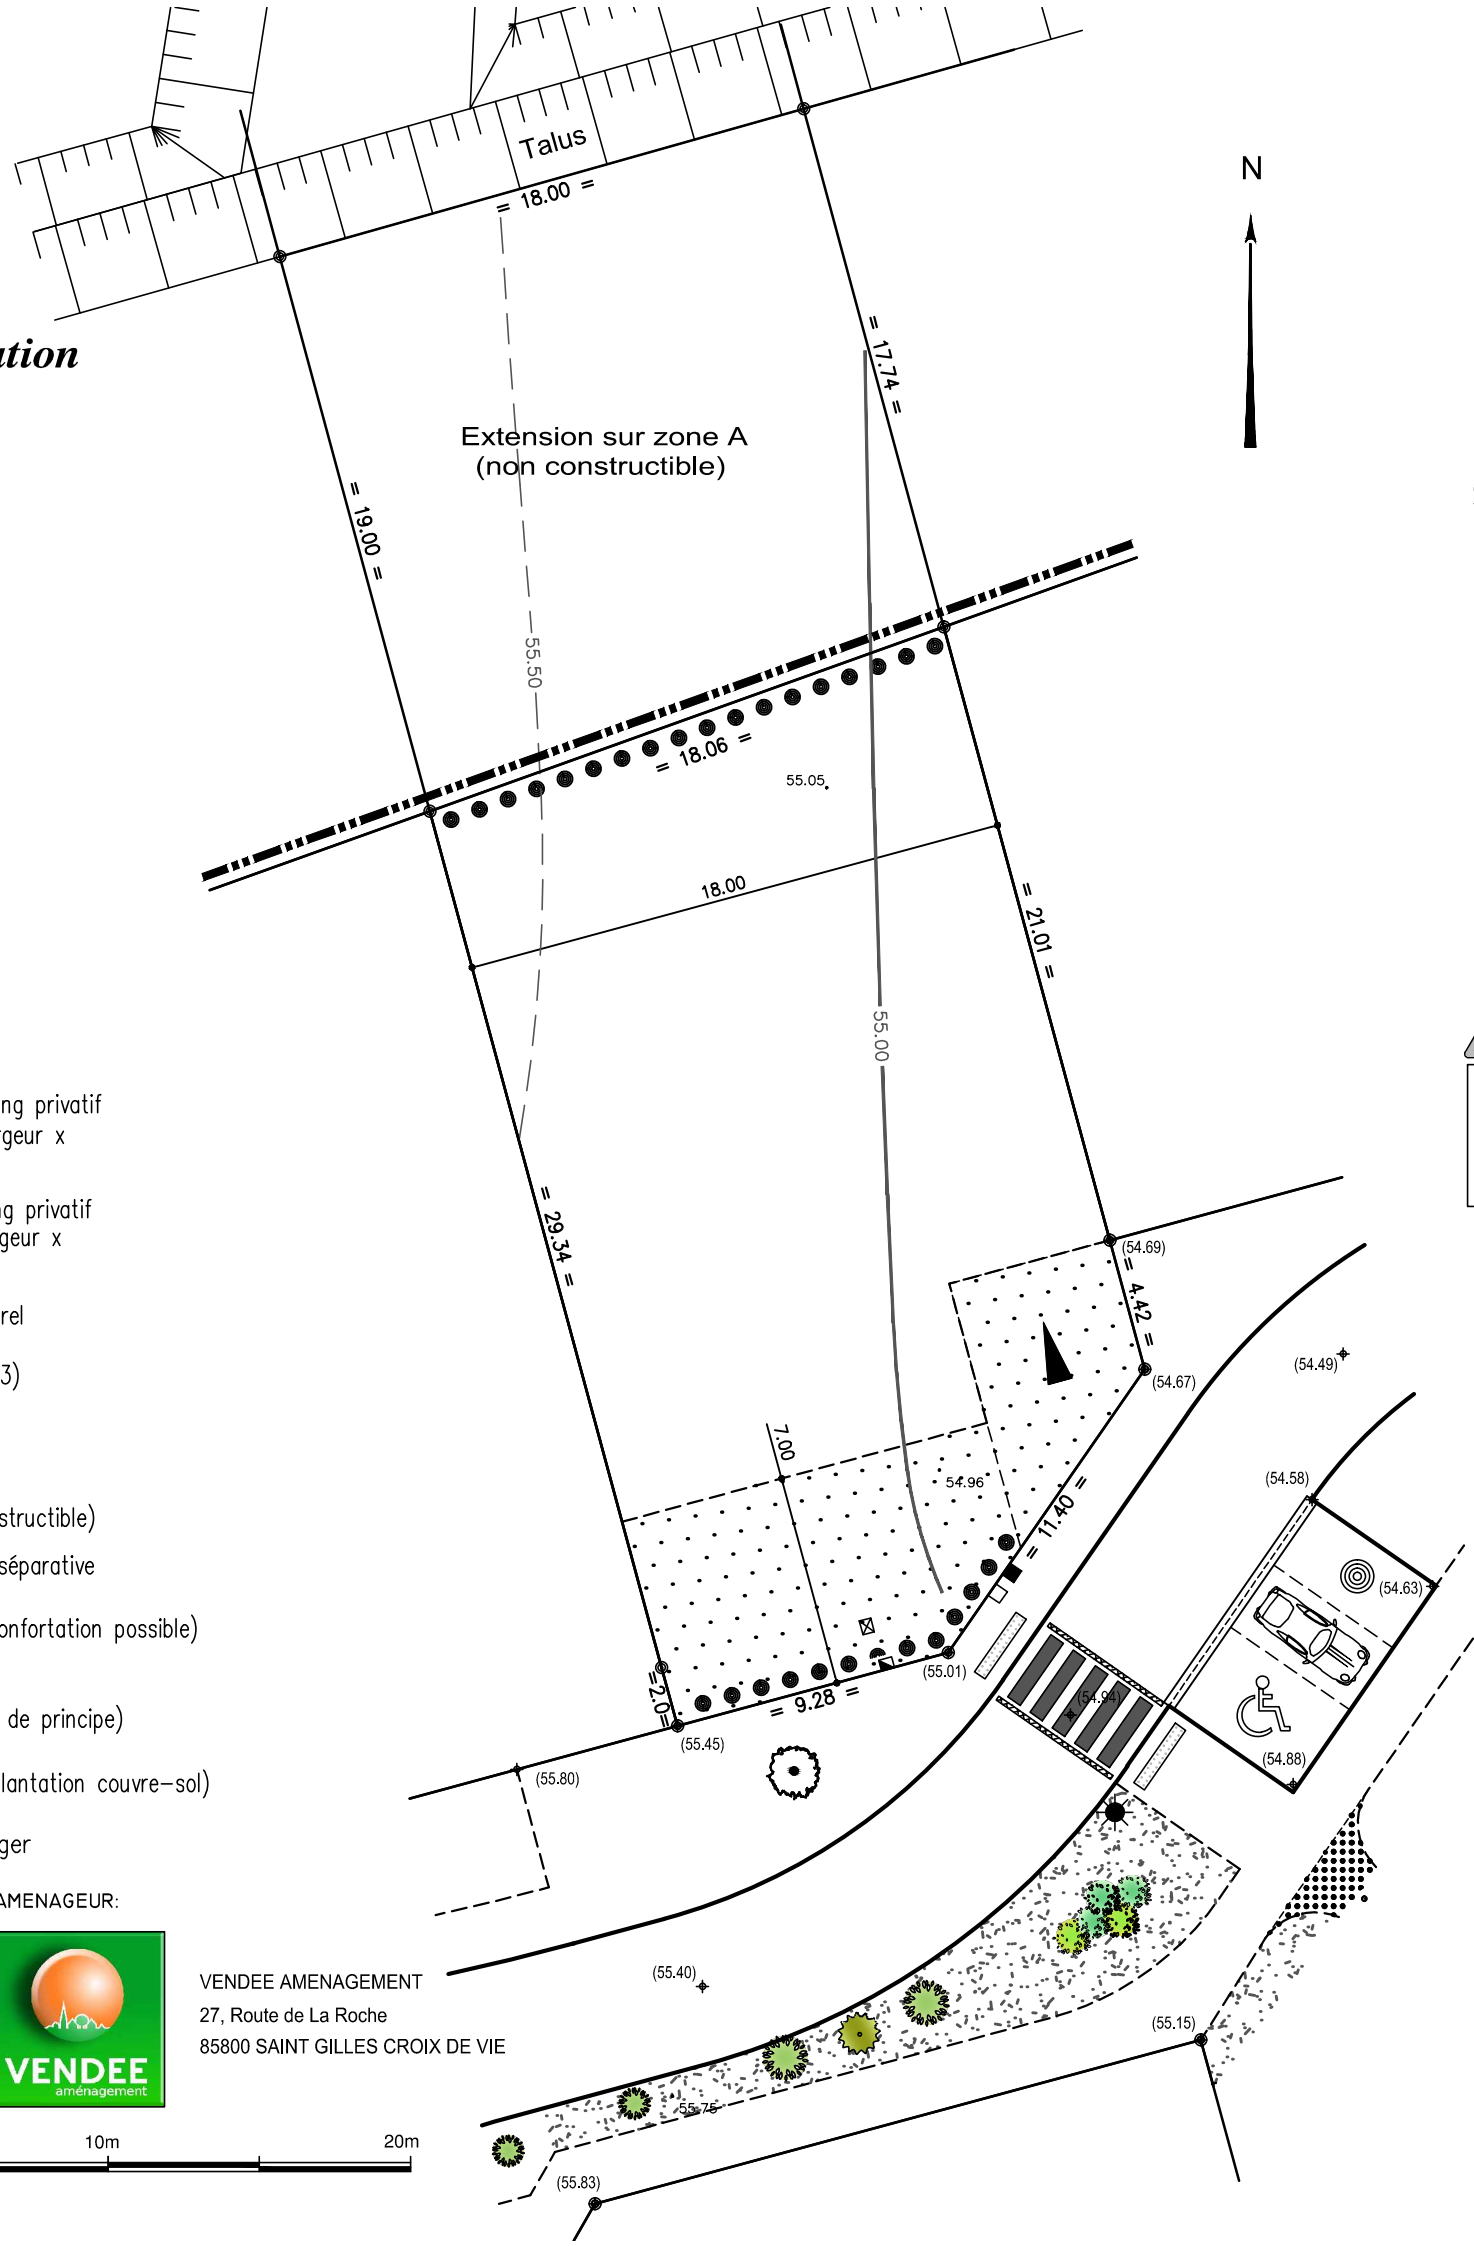 Talus
= 18.00 =
N
ation
= 17.74 =
Extension sur zone A
(non constructible)
= 19.00 =
55.50
= 18.06 =
55.05
18.00
= 21.01 =
55.00
ng privatif
rgeur x
= 29.34 =
ng privatif
geur x
(54.69)
= 4.42 =
rel
(54.49)
3)
(54.67)
7.00
54.96
(54.58)
= 11.40 =
structible)
séparative
(54.63)
onfortation possible)
(55.01)
=2.0=
= 9.28 =
(54.94)
de principe)
(55.45)
(54.88)
(55.80)
lantation couvre-sol)
ger
AMENAGEUR:
VENDEE
aménagement
VENDEE AMENAGEMENT
27, Route de La Roche
85800 SAINT GILLES CROIX DE VIE
(55.40)
(55.15)
55.75
10m
20m
(55.83)